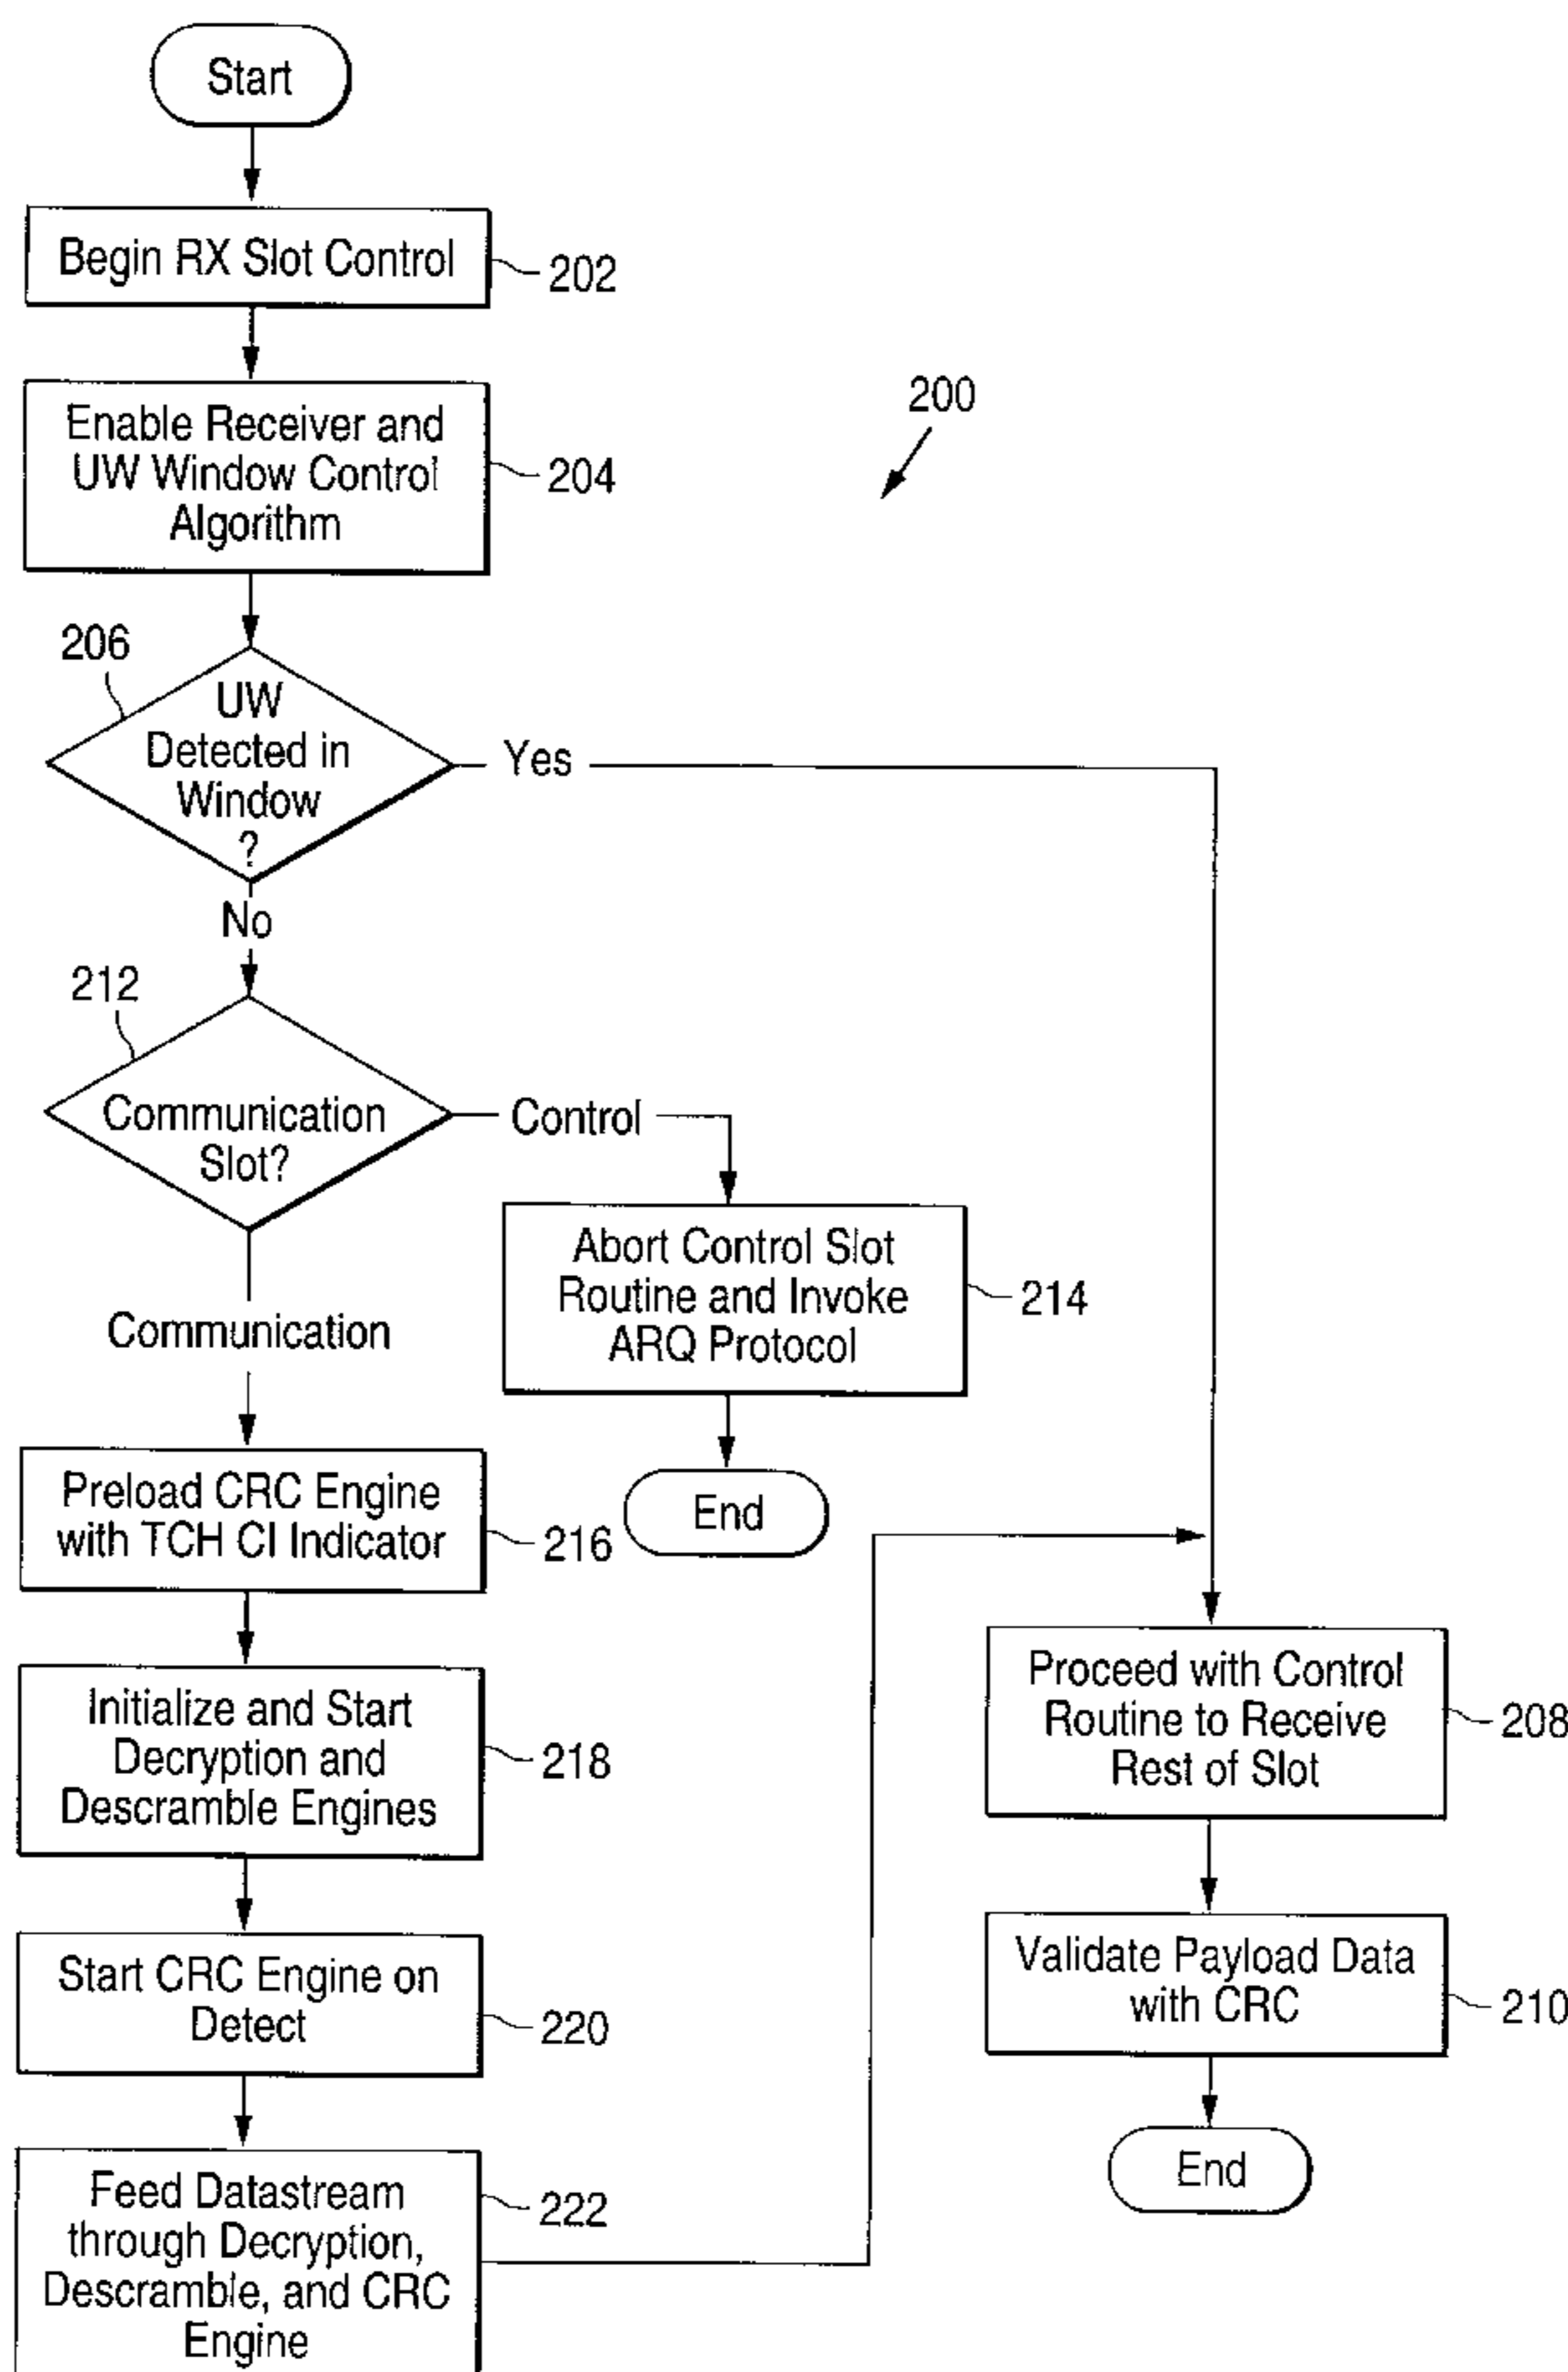 Start
Begin RX Slot Control
202
Enable Receiver and
UW Window Control
Algorithm
204
200
206
UW
Detected in
Window
?
Yes
No
212
Communication
Slot?
Control
Abort Control Slot
Routine and Invoke
ARQ Protocol
214
End
Communication
Preload CRC Engine
with TCH CI Indicator
216
Initialize and Start
Decryption and
Descramble Engines
218
Start CRC Engine on
Detect
220
Feed Datastream
through Decryption,
Descramble, and CRC
Engine
222
Proceed with Control
Routine to Receive
Rest of Slot
208
Validate Payload Data
with CRC
210
End